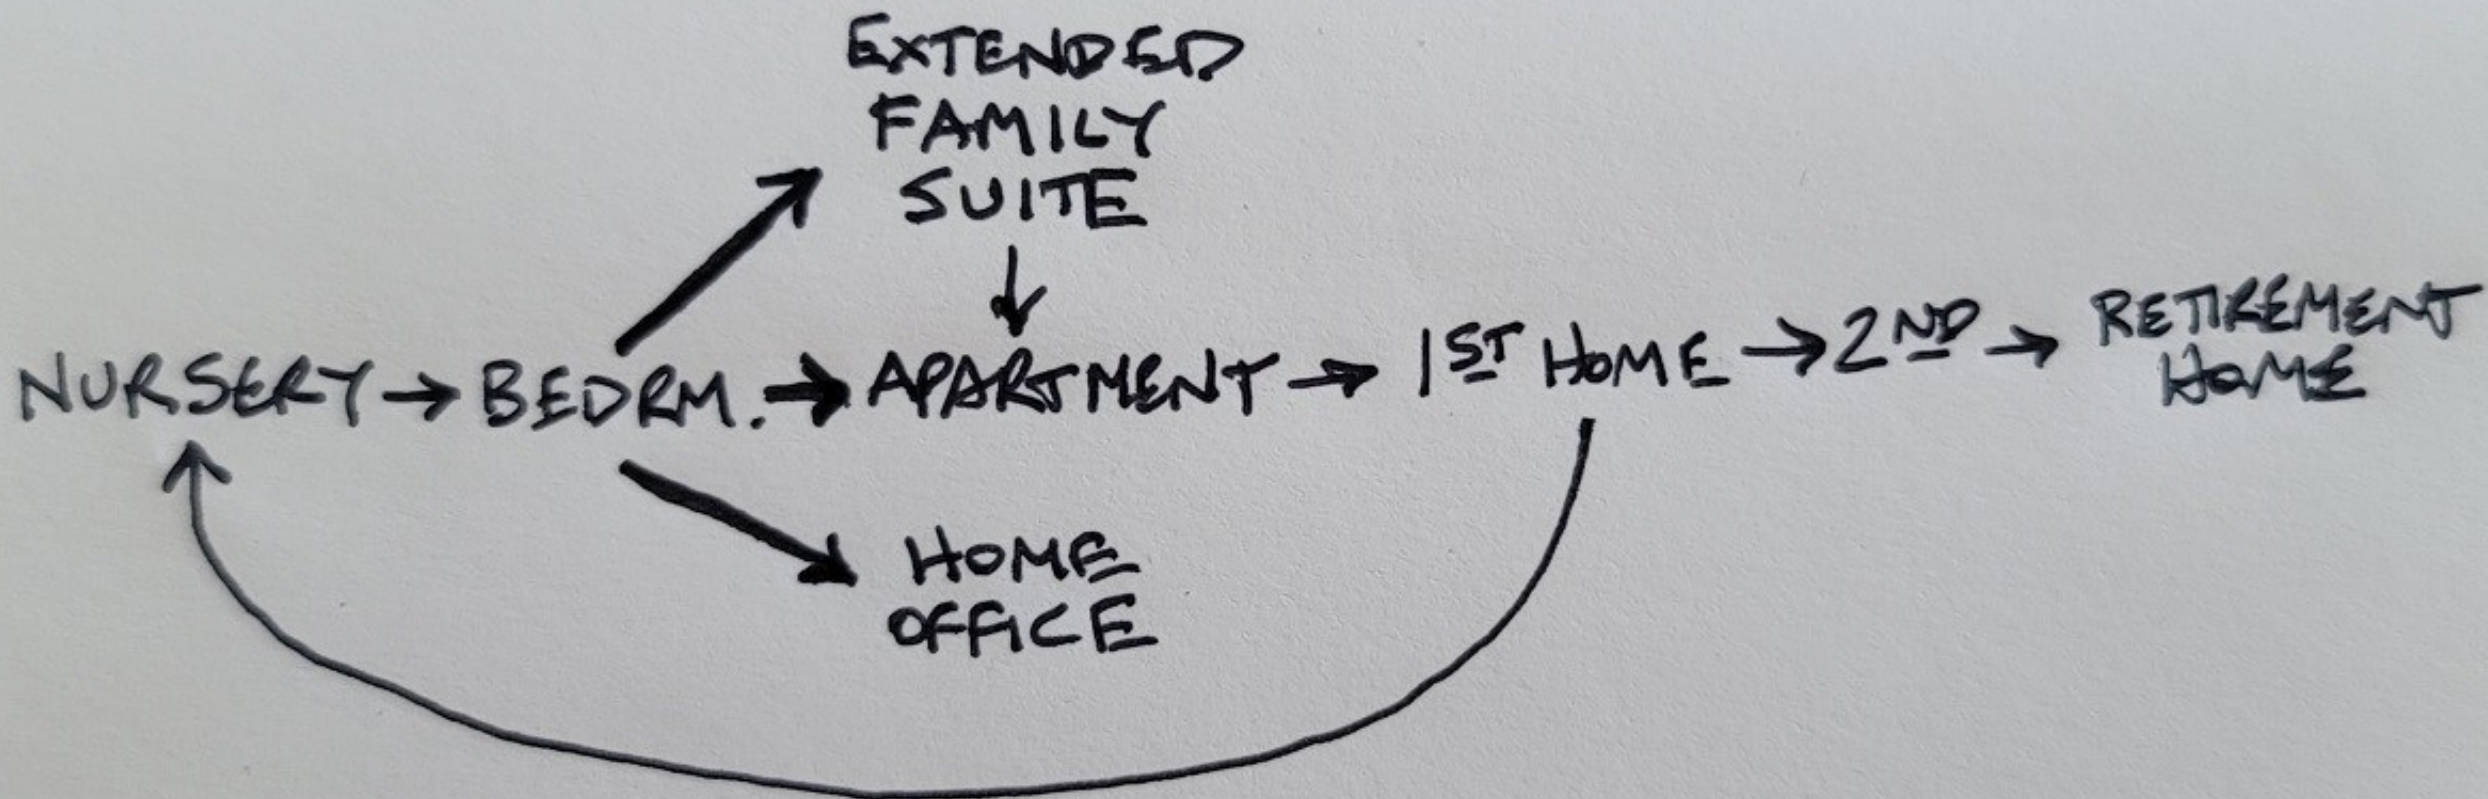 EXTENDED
FAMILY
SUITE
NURSERY → BEDRM. → APARTMENT → 1ST HOME → 2ND → RETIREMENT
HOME
HOME
OFFICE